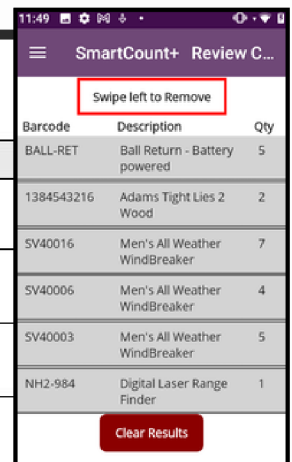 11:49
SmartCount+ Review C...
Swipe left to Remove
Barcode Description Qty
BALL-RET Ball Return - Battery 5
powered
1384543216 Adams Tight Lies 2 2
Wood
SV40016 Men's All Weather 7
WindBreaker
SV40006 Men's All Weather 4
WindBreaker
SV40003 Men's All Weather 5
WindBreaker
NH2-984 Digital Laser Range 1
Finder
Clear Results